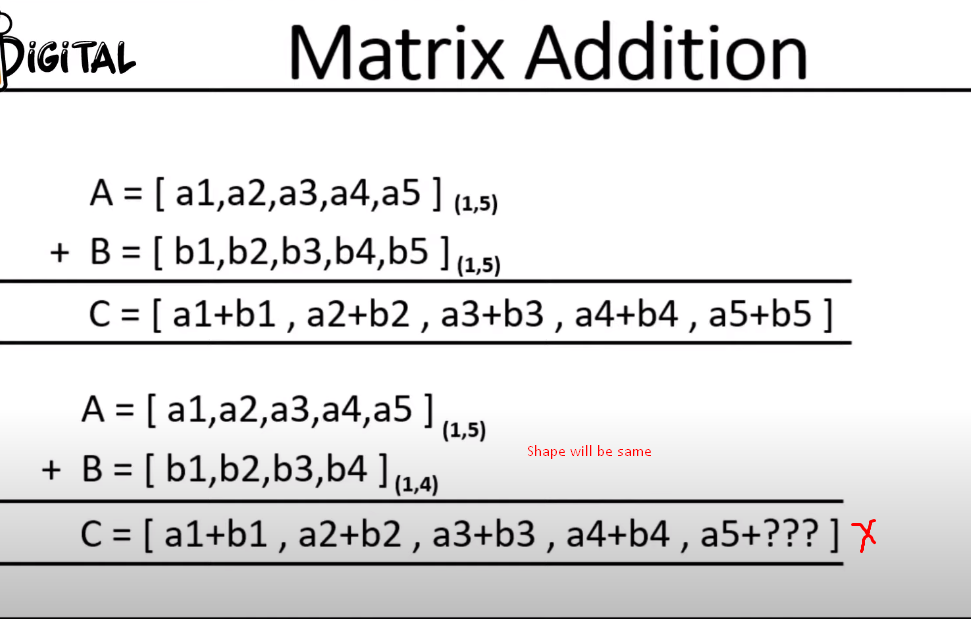 DiGiTAL
Matrix Addition
A = [ a1,a2,a3,a4,a5 ] (1,5)
+ B = [ b1,b2,b3,b4,b5 ] (1,5)
C = [ a1+b1 , a2+b2 , a3+b3 , a4+b4 , a5+b5 ]
A = [ a1,a2,a3,a4,a5 ] (1,5)
Shape will be same
+ B = [ b1,b2,b3,b4 ] (1,4)
C = [ a1+b1 , a2+b2 , a3+b3 , a4+b4 , a5+??? ] X